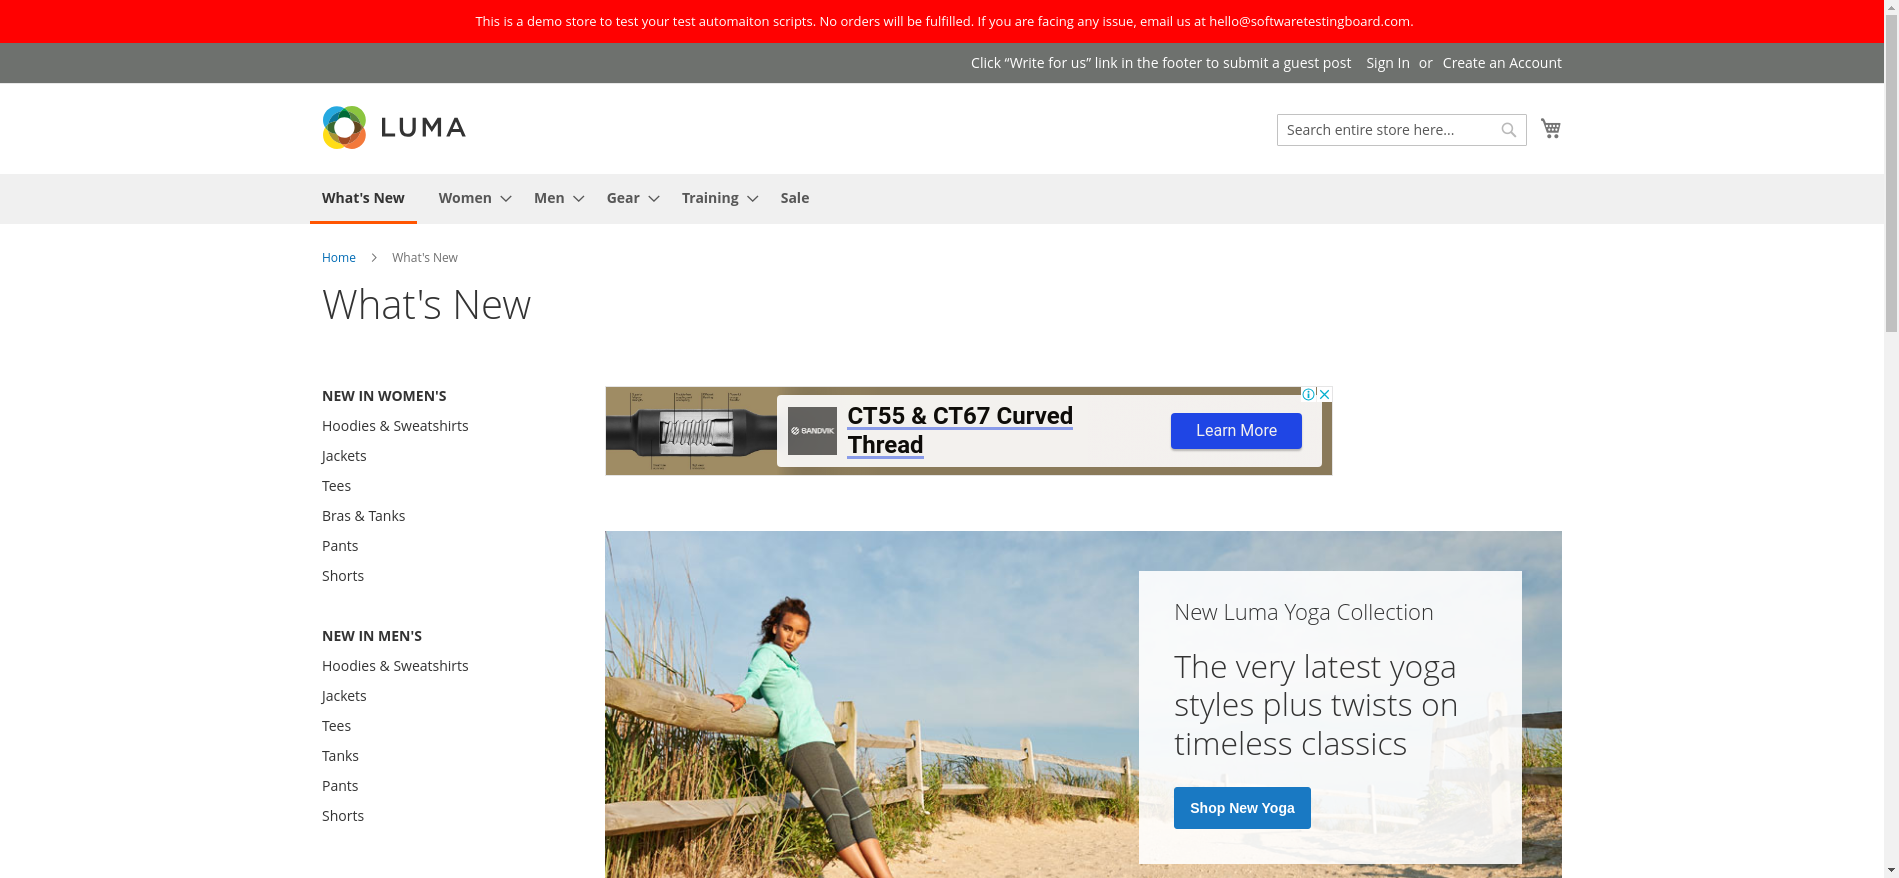 This is a demo store to test your test automaiton scripts. No orders will be fulfilled. If you are facing any issue, email us at hello@softwaretestingboard.com.
Click “Write for us” link in the footer to submit a guest post Sign In or Create an Account
LUMA
Search entire store here...
What's New Women Men Gear Training Sale
Home What's New
What's New
NEW IN WOMEN'S
Hoodies & Sweatshirts
Jackets
Tees
Bras & Tanks
Pants
Shorts
NEW IN MEN'S
Hoodies & Sweatshirts
Jackets
Tees
Tanks
Pants
Shorts
SANDVIK
CT55 & CT67 Curved
Thread
Learn More
New Luma Yoga Collection
The very latest yoga
styles plus twists on
timeless classics
Shop New Yoga